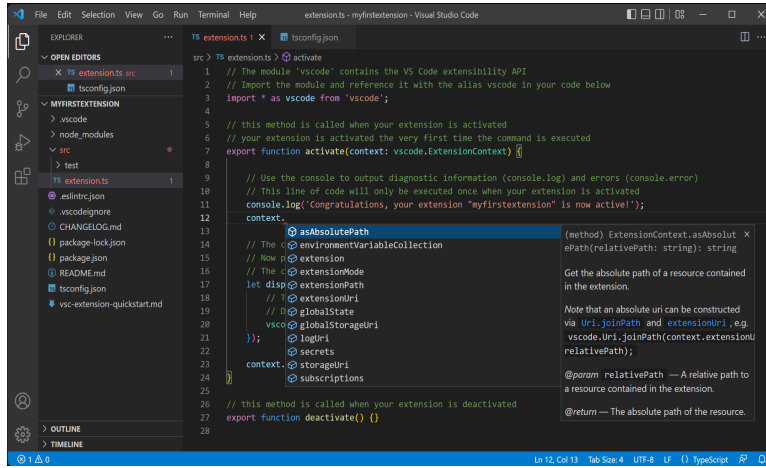 File Edit Selection View Go Run Terminal Help
extension.ts - myfirstextension - Visual Studio Code
EXPLORER
OPEN EDITORS
TS extension.ts src 1
tsconfig.json
MYFIRSTEXTENSION
.vscode
node_modules
src
test
TS extension.ts 1
.eslintrc.json
.vscodeignore
CHANGELOG.md
{} package-lock.json
{} package.json
README.md
tsconfig.json
vsc-extension-quickstart.md
OUTLINE
TIMELINE
TS extension.ts 1 X
tsconfig.json
src > TS extension.ts > activate
1 // The module 'vscode' contains the VS Code extensibility API
2 // Import the module and reference it with the alias vscode in your code below
3 import * as vscode from 'vscode';
4
5 // this method is called when your extension is activated
6 // your extension is activated the very first time the command is executed
7 export function activate(context: vscode.ExtensionContext) {
8
9 // Use the console to output diagnostic information (console.log) and errors (console.error)
10 // This line of code will only be executed once when your extension is activated
11 console.log('Congratulations, your extension "myfirstextension" is now active!');
12 context.
13
14 // The c
15 // Now p
16 // The c
17 let disp
18 // T
19 // D
20 vsco
21 });
22
23 context.
24 }
25
26 // this method is called when your extension is deactivated
27 export function deactivate() {}
28
asAbsolutePath
environmentVariableCollection
extension
extensionMode
extensionPath
extensionUri
globalState
globalStorageUri
logUri
secrets
storageUri
subscriptions
(method) ExtensionContext.asAbsolut
ePath(relativePath: string): string
Get the absolute path of a resource contained
in the extension.
Note that an absolute uri can be constructed
via Uri.joinPath and extensionUri, e.g.
vscode.Uri.joinPath(context.extensionU
relativePath);
@param relativePath — A relative path to
a resource contained in the extension.
@return — The absolute path of the resource.
1 0
Ln 12, Col 13 Tab Size: 4 UTF-8 LF {} TypeScript